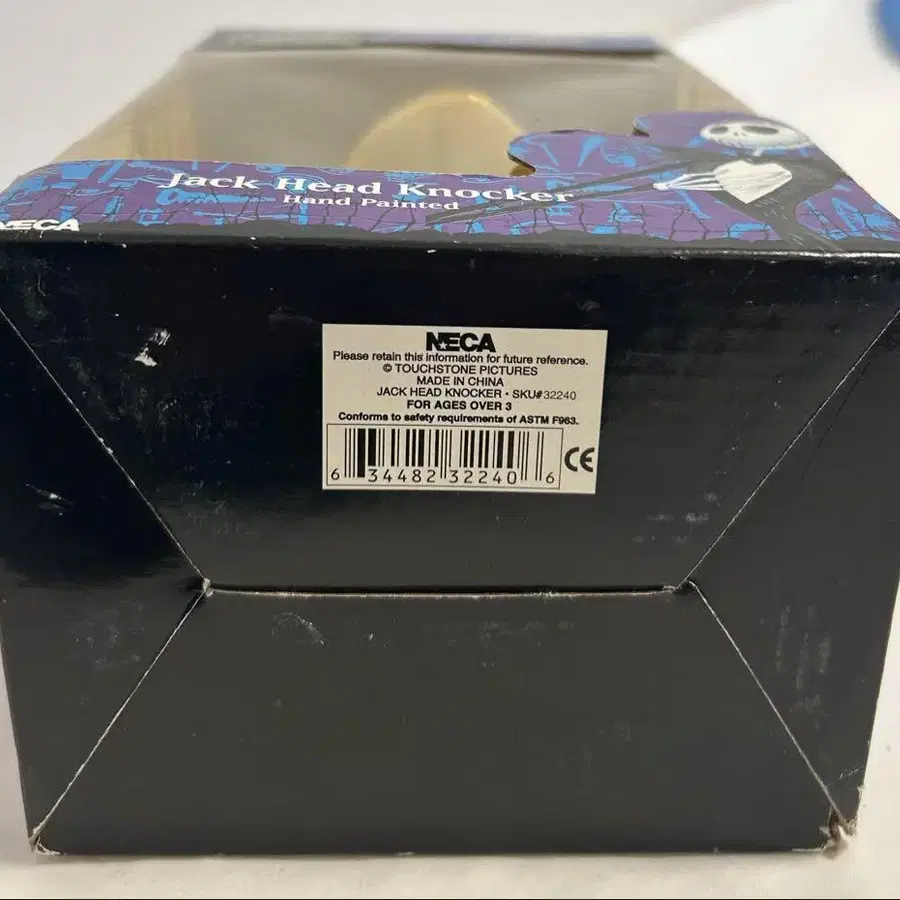 Jack Head Knocker
Hand Painted
NECA
NECA
Please retain this information for future reference.
© TOUCHSTONE PICTURES
MADE IN CHINA
JACK HEAD KNOCKER • SKU#32240
FOR AGES OVER 3
Conforms to safety requirements of ASTM F963.
CE
6 34482 32240 6